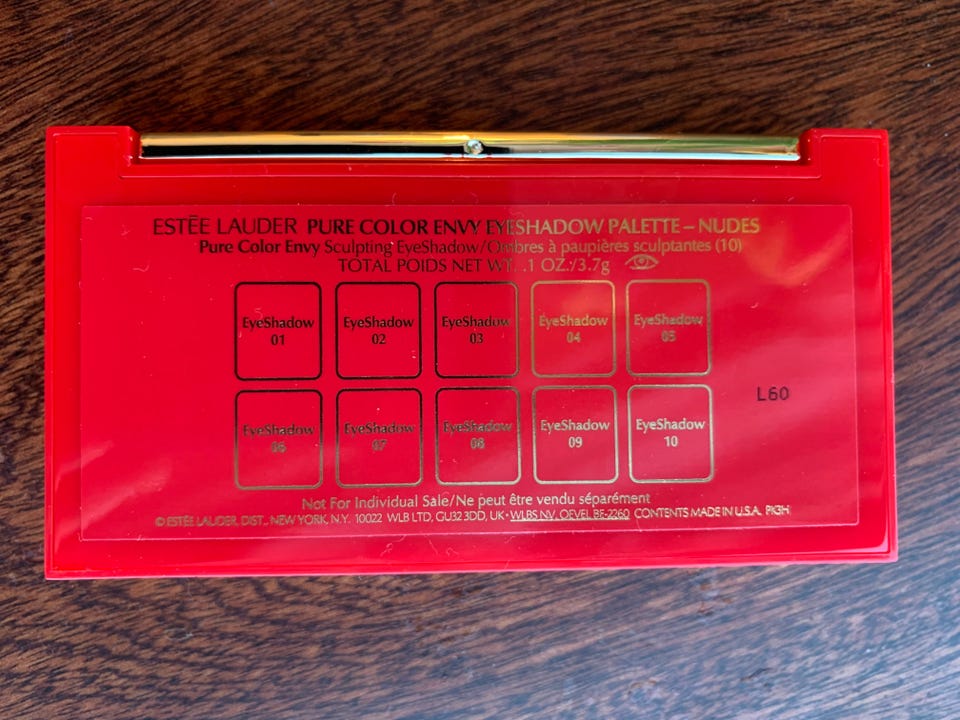 ESTĒE LAUDER PURE COLOR ENVY EYESHADOW PALETTE – NUDES
Pure Color Envy Sculpting EyeShadow/Ombres à paupières sculptantes (10)
TOTAL POIDS NET WT. .1 OZ./3.7g
EyeShadow 01
EyeShadow 02
EyeShadow 03
EyeShadow 04
EyeShadow 05
EyeShadow 06
EyeShadow 07
EyeShadow 08
EyeShadow 09
EyeShadow 10
L60
Not For Individual Sale/Ne peut être vendu séparément
© ESTĒE LAUDER, DIST., NEW YORK, N.Y. 10022 WLB LTD, GU32 3DD, UK • WLBS NV, OEVEL BE-2260 CONTENTS MADE IN U.S.A. PK3H